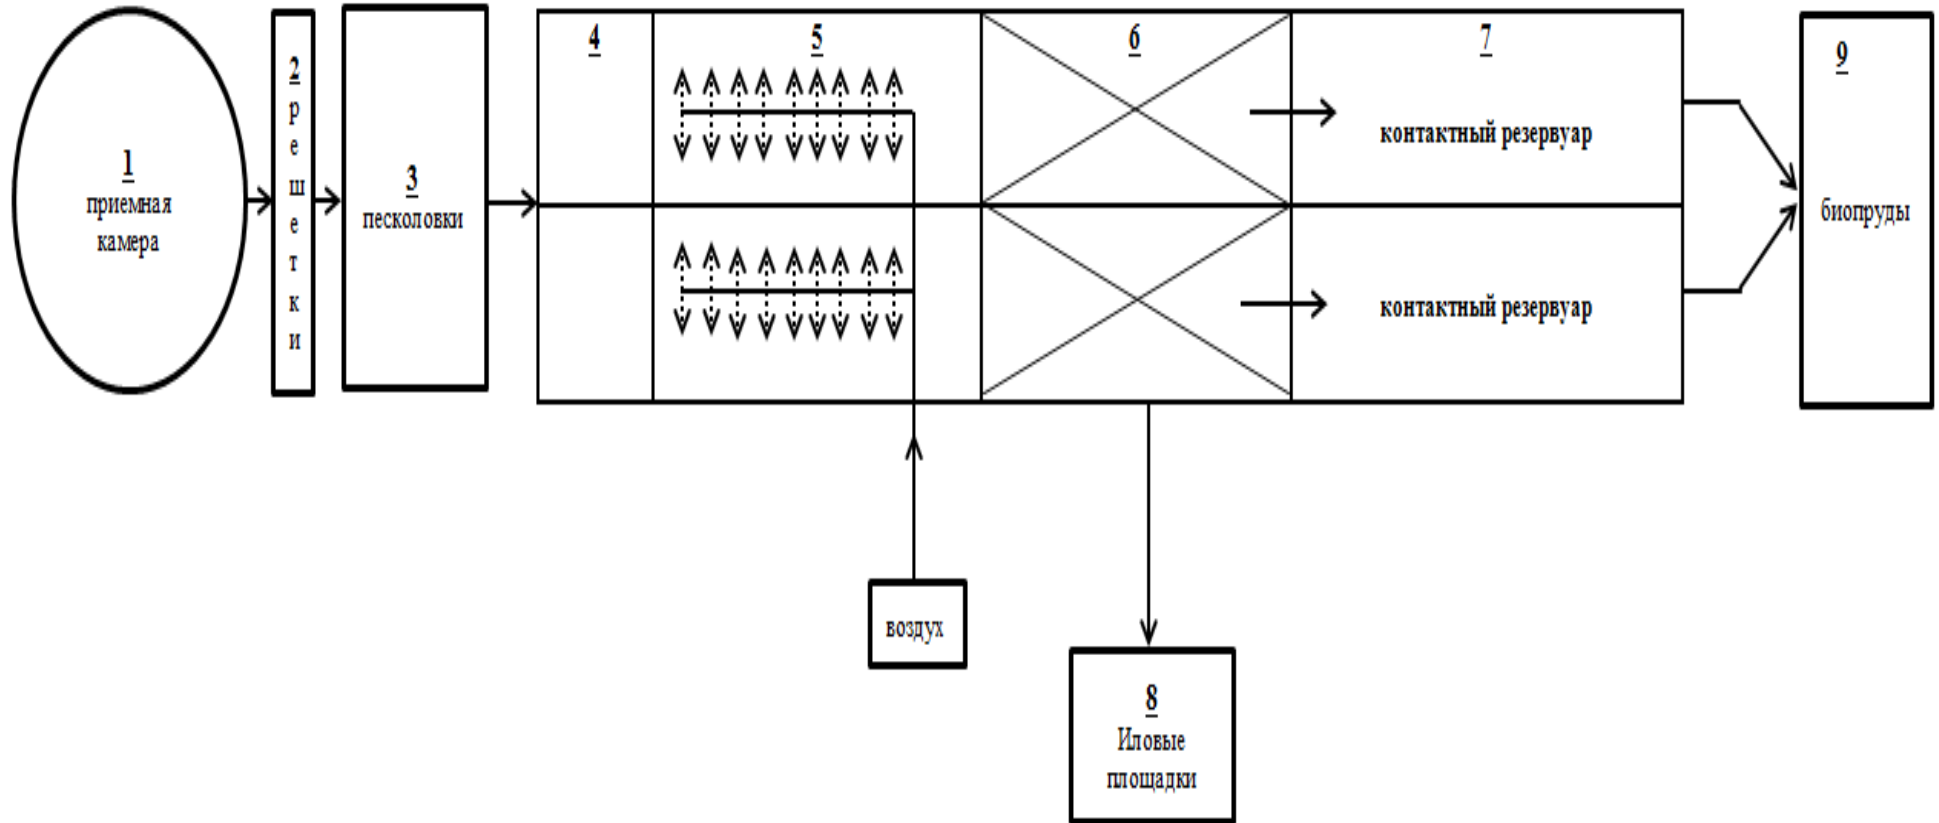 1
приемная
камера
2
р
е
ш
е
т
к
и
3
песколовки
4
5
6
7
контактный резервуар
контактный резервуар
9
биопруды
воздух
8
Иловые
площадки